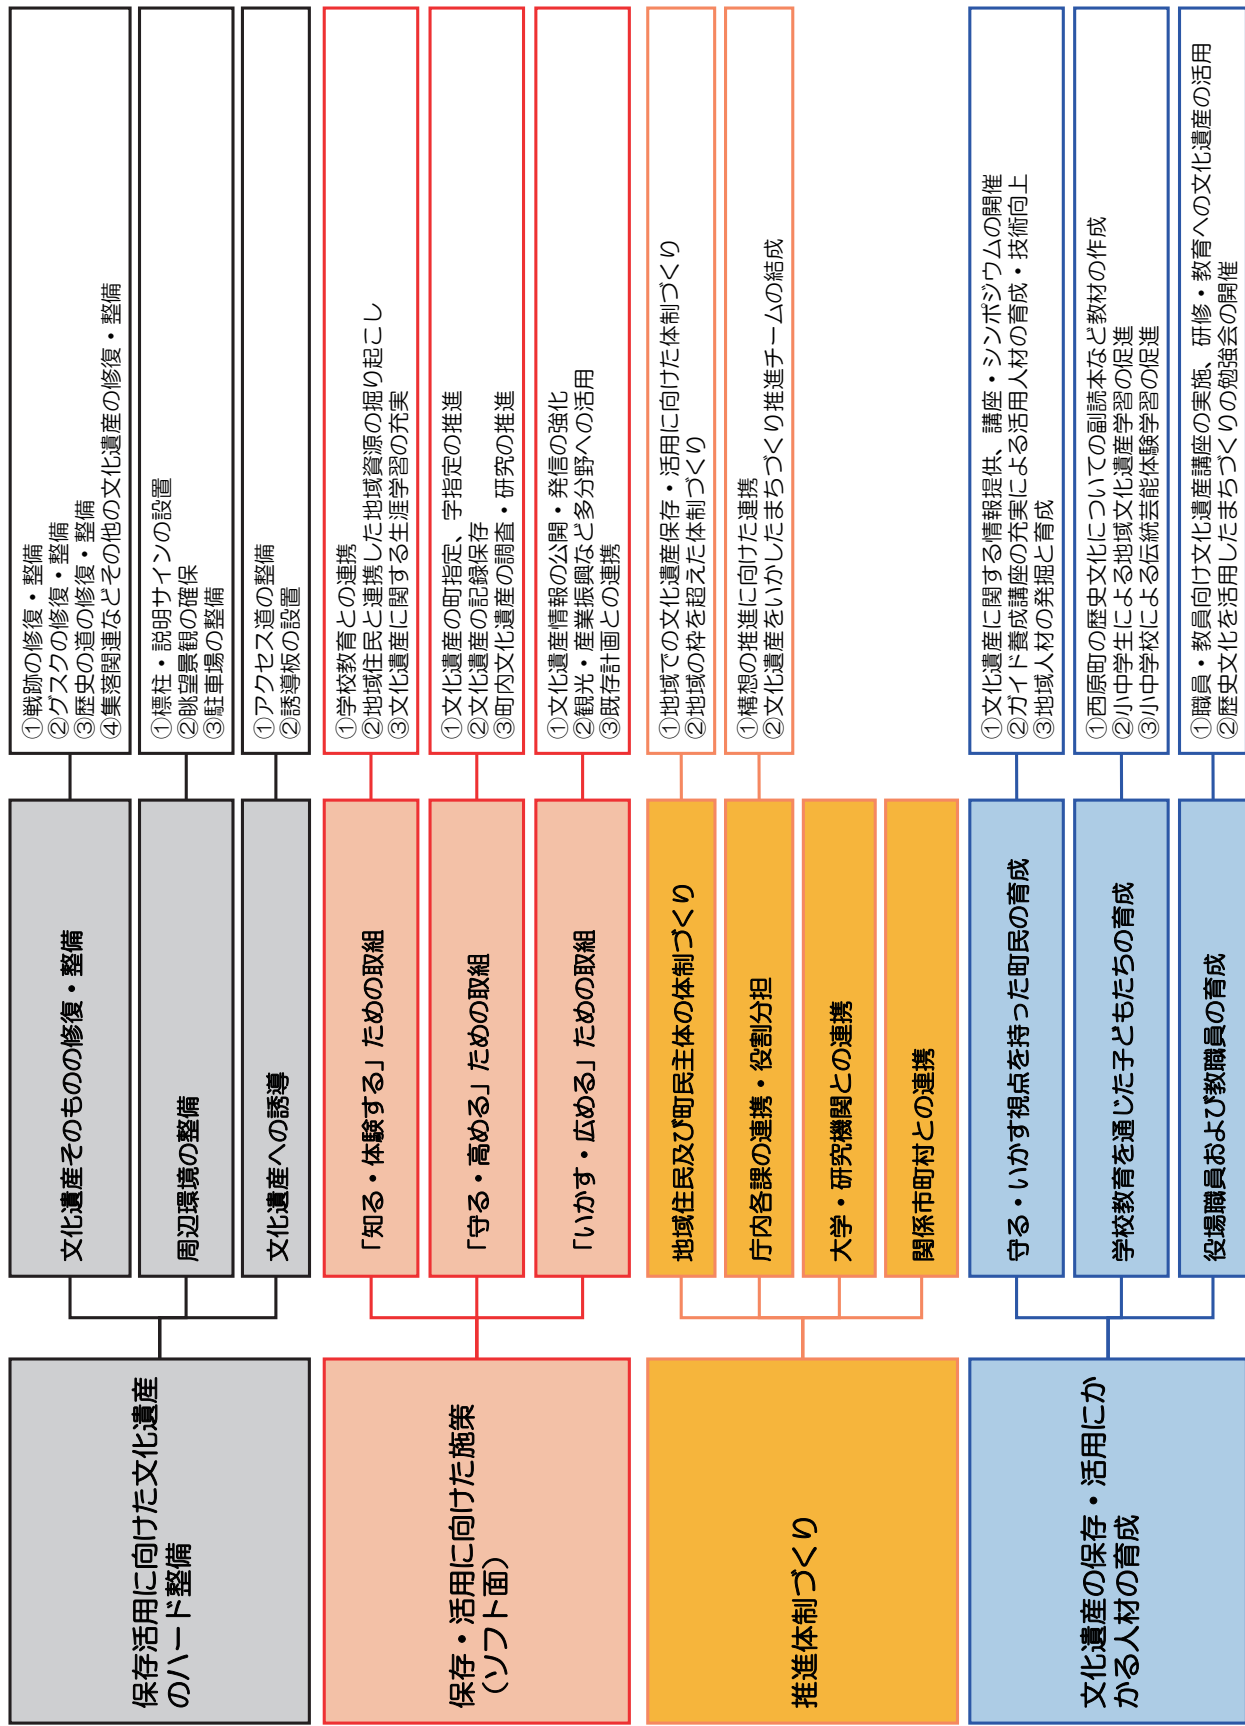 保存活用に向けた文化遺産
のハード整備
文化遺産そのものの修復・整備
①戦跡の修復・整備
②グスクの修復・整備
③歴史の道の修復・整備
④集落関連などその他の文化遺産の修復・整備
周辺環境の整備
①標柱・説明サインの設置
②眺望景観の確保
③駐車場の整備
文化遺産への誘導
①アクセス道の整備
②誘導板の設置
保存・活用に向けた施策
（ソフト面）
「知る・体験する」ための取組
①学校教育との連携
②地域住民と連携した地域資源の掘り起こし
③文化遺産に関する生涯学習の充実
「守る・高める」ための取組
①文化遺産の町指定、字指定の推進
②文化遺産の記録保存
③町内文化遺産の調査・研究の推進
「いかす・広める」ための取組
①文化遺産情報の公開・発信の強化
②観光・産業振興など多分野への活用
③既存計画との連携
推進体制づくり
地域住民及び町民主体の体制づくり
①地域での文化遺産保存・活用に向けた体制づくり
②地域の枠を超えた体制づくり
庁内各課の連携・役割分担
①構想の推進に向けた連携
②文化遺産をいかしたまちづくり推進チームの結成
大学・研究機関との連携
関係市町村との連携
文化遺産の保存・活用にか
かる人材の育成
守る・いかす視点を持った町民の育成
①文化遺産に関する情報提供、講座・シンポジウムの開催
②ガイド養成講座の充実による活用人材の育成・技術向上
③地域人材の発掘と育成
学校教育を通じた子どもたちの育成
①西原町の歴史文化についての副読本など教材の作成
②小中学生による地域文化遺産学習の促進
③小中学校による伝統芸能体験学習の促進
役場職員および教職員の育成
①職員・教員向け文化遺産講座の実施、研修・教育への文化遺産の活用
②歴史文化を活用したまちづくりの勉強会の開催